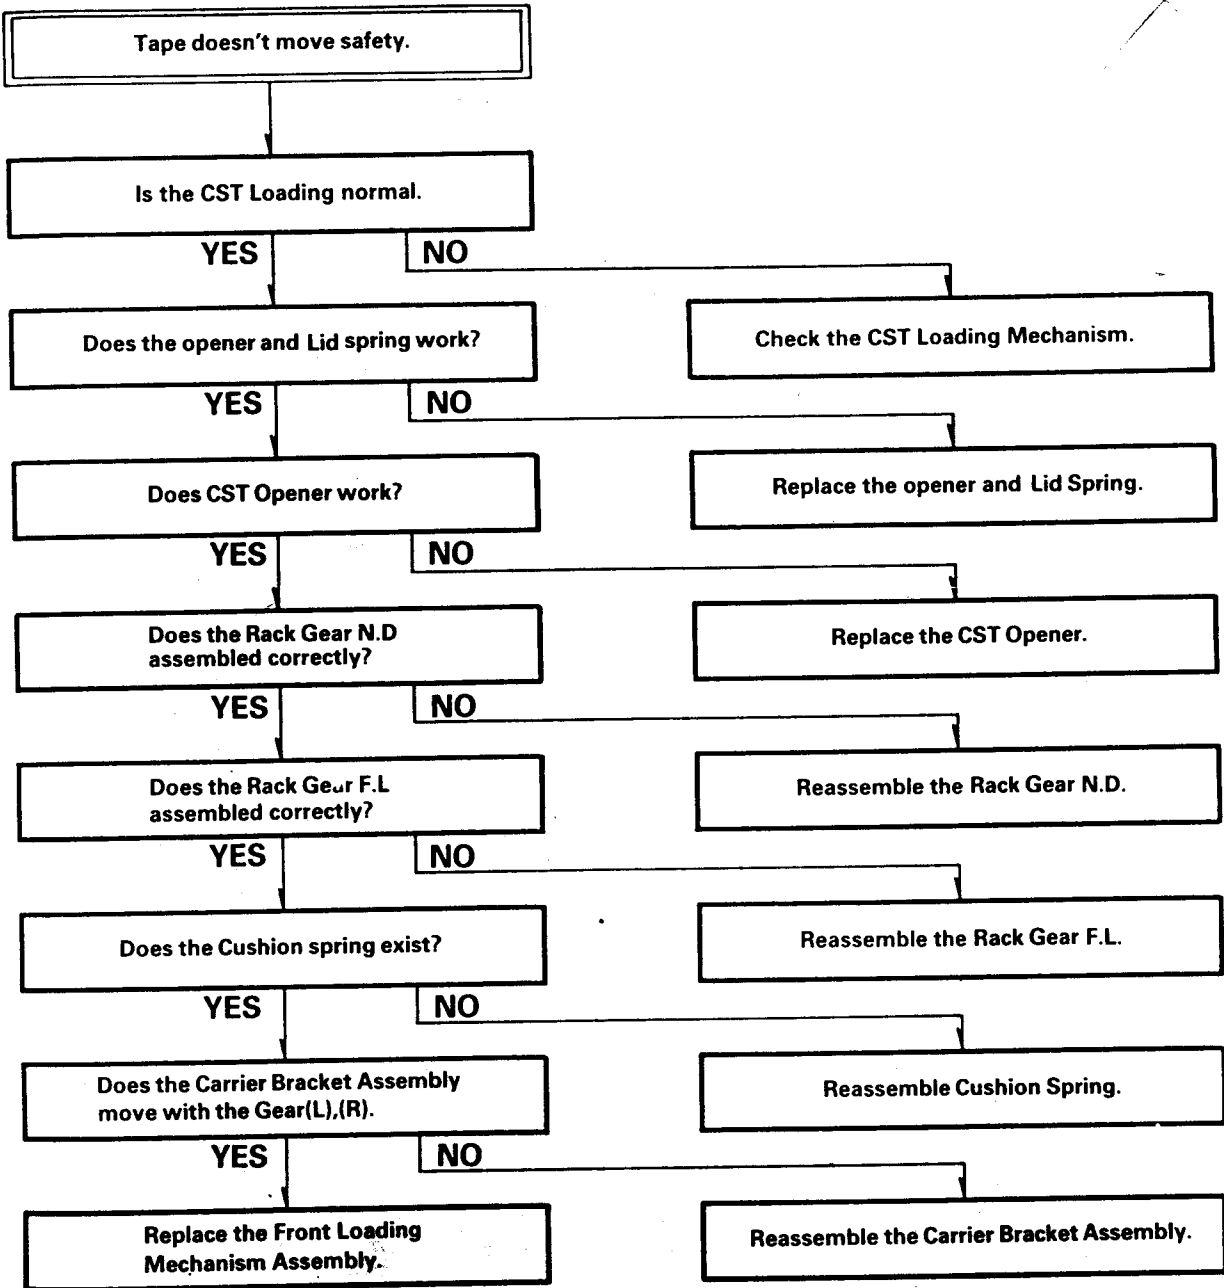 Tape doesn't move safety.
Is the CST Loading normal.
YES
NO
Does the opener and Lid spring work?
Check the CST Loading Mechanism.
YES
NO
Does CST Opener work?
Replace the opener and Lid Spring.
YES
NO
Does the Rack Gear N.D
assembled correctly?
Replace the CST Opener.
YES
NO
Does the Rack Gear F.L
assembled correctly?
Reassemble the Rack Gear N.D.
YES
NO
Does the Cushion spring exist?
Reassemble the Rack Gear F.L.
YES
NO
Does the Carrier Bracket Assembly
move with the Gear(L),(R).
Reassemble Cushion Spring.
YES
NO
Replace the Front Loading
Mechanism Assembly.
Reassemble the Carrier Bracket Assembly.